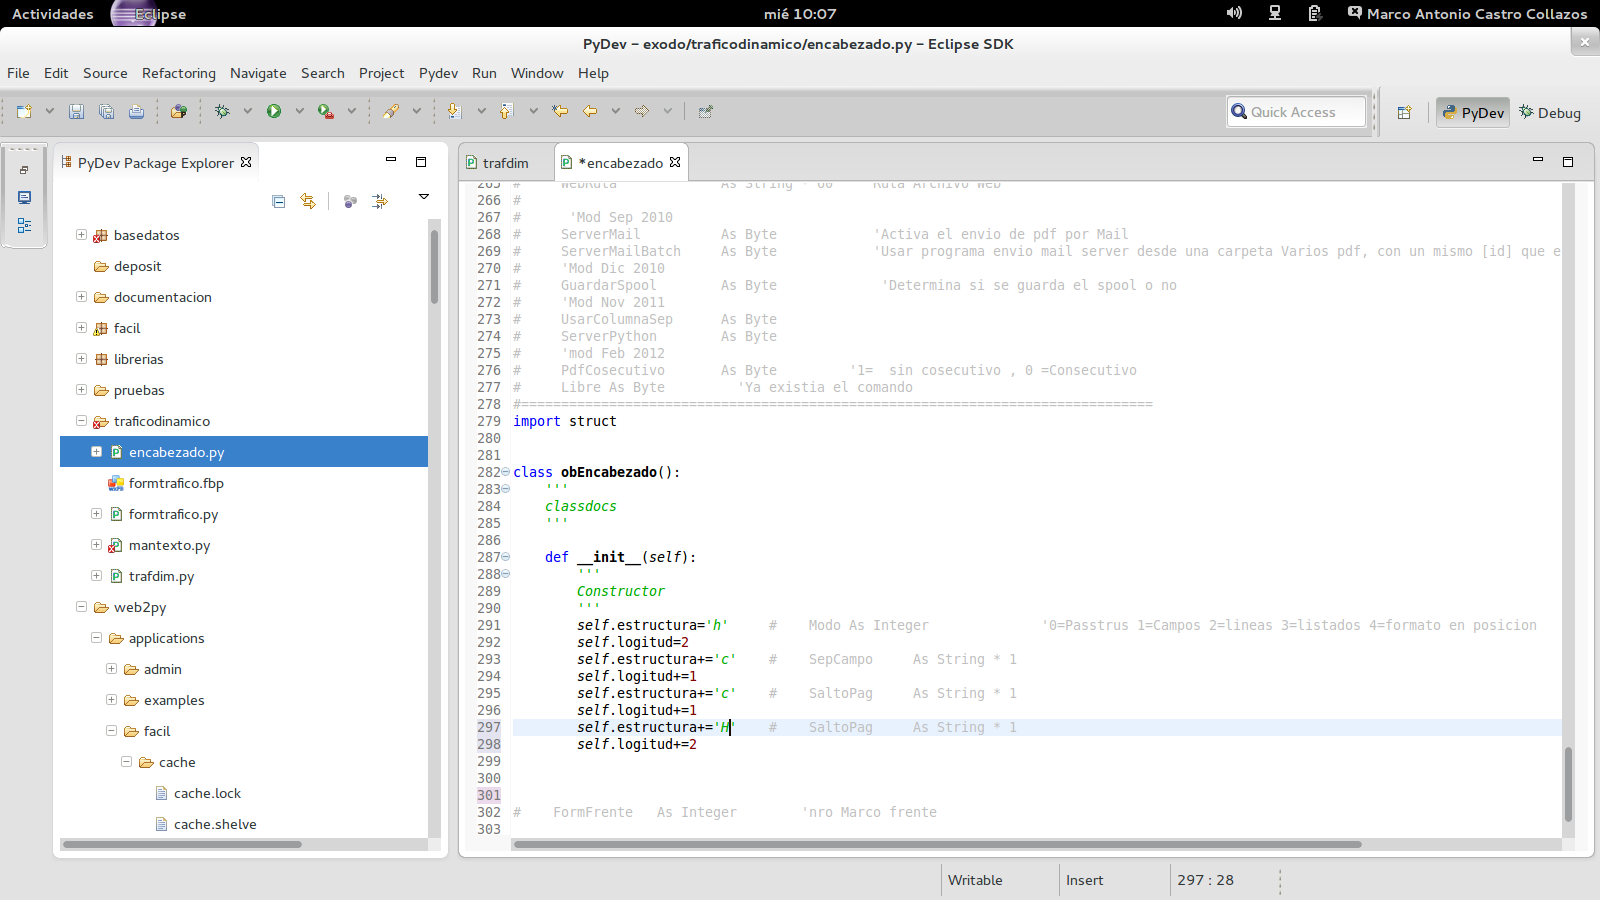 Actividades Eclipse mié 10:07 Marco Antonio Castro Collazos
PyDev - exodo/traficodinamico/encabezado.py - Eclipse SDK
File Edit Source Refactoring Navigate Search Project Pydev Run Window Help
Quick Access PyDev Debug
PyDev Package Explorer
basedatos
deposit
documentacion
facil
librerias
pruebas
traficodinamico
encabezado.py
formtrafico.fbp
formtrafico.py
mantexto.py
trafdim.py
web2py
applications
admin
examples
facil
cache
cache.lock
cache.shelve
trafdim *encabezado
265 # WebRuta As String * 60 'Ruta Archivo Web
266 #
267 # 'Mod Sep 2010
268 # ServerMail As Byte 'Activa el envio de pdf por Mail
269 # ServerMailBatch As Byte 'Usar programa envio mail server desde una carpeta Varios pdf, con un mismo [id] que e
270 # 'Mod Dic 2010
271 # GuardarSpool As Byte 'Determina si se guarda el spool o no
272 # 'Mod Nov 2011
273 # UsarColumnaSep As Byte
274 # ServerPython As Byte
275 # 'mod Feb 2012
276 # PdfCosecutivo As Byte '1= sin cosecutivo , 0 =Consecutivo
277 # Libre As Byte 'Ya existia el comando
278 #===============================================================================
279 import struct
280
281
282 class obEncabezado():
283 '''
284 classdocs
285 '''
286
287 def __init__(self):
288 '''
289 Constructor
290 '''
291 self.estructura='h' # Modo As Integer '0=Passtrus 1=Campos 2=lineas 3=listados 4=formato en posicion
292 self.logitud=2
293 self.estructura+='c' # SepCampo As String * 1
294 self.logitud+=1
295 self.estructura+='c' # SaltoPag As String * 1
296 self.logitud+=1
297 self.estructura+='H' # SaltoPag As String * 1
298 self.logitud+=2
299
300
301
302 # FormFrente As Integer 'nro Marco frente
303
Writable Insert 297 : 28